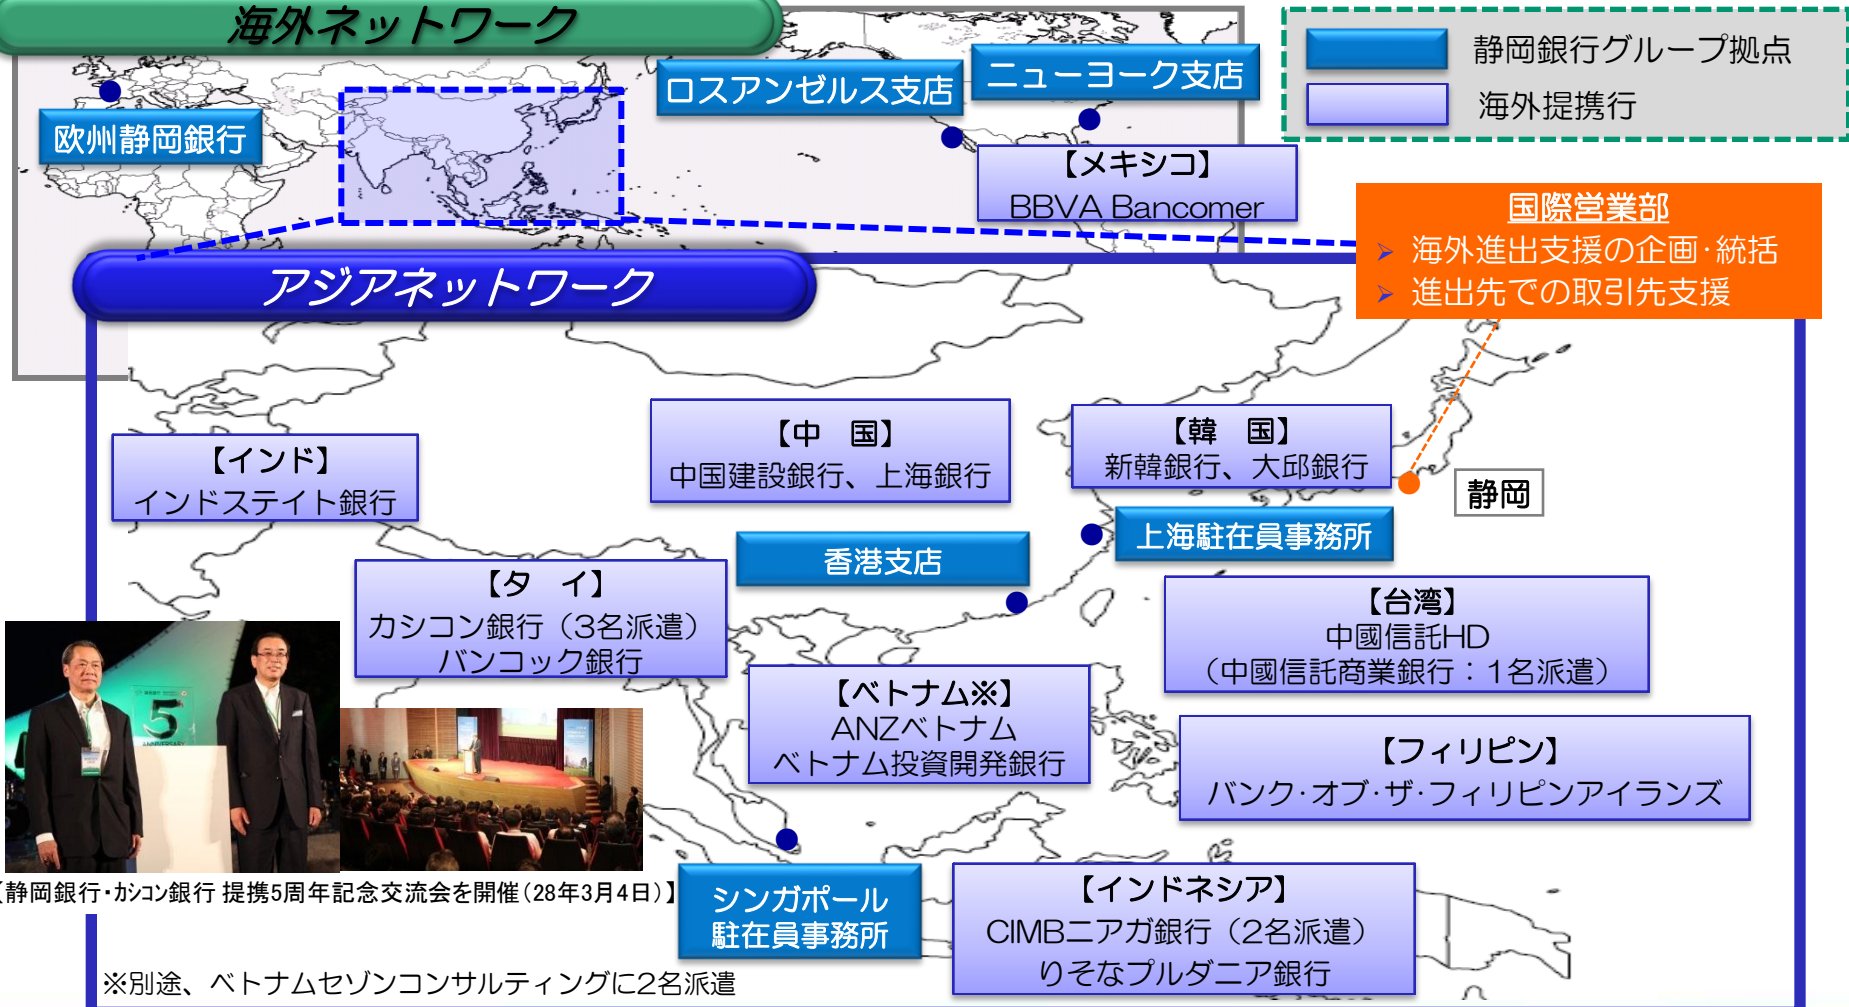 海外ネットワーク
静岡銀行グループ拠点
海外提携行
ニューヨーク支店
ロスアンゼルス支店
欧州静岡銀行
【メキシコ】
BBVA Bancomer
国際営業部
➢ 海外進出支援の企画・統括
➢ 進出先での取引先支援
アジアネットワーク
【中　国】
中国建設銀行、上海銀行
【韓　国】
新韓銀行、大邱銀行
【インド】
インドステイト銀行
静岡
上海駐在員事務所
香港支店
【タ　イ】
カシコン銀行（3名派遣）
バンコック銀行
【台湾】
中國信託HD
（中國信託商業銀行：1名派遣）
【ベトナム※】
ANZベトナム
ベトナム投資開発銀行
【フィリピン】
バンク・オブ・ザ・フィリピンアイランズ
5
ANNIVERSARY
【静岡銀行・カシコン銀行 提携5周年記念交流会を開催（28年3月4日）】
シンガポール
駐在員事務所
【インドネシア】
CIMBニアガ銀行（2名派遣）
りそなプルダニア銀行
※別途、ベトナムセゾンコンサルティングに2名派遣